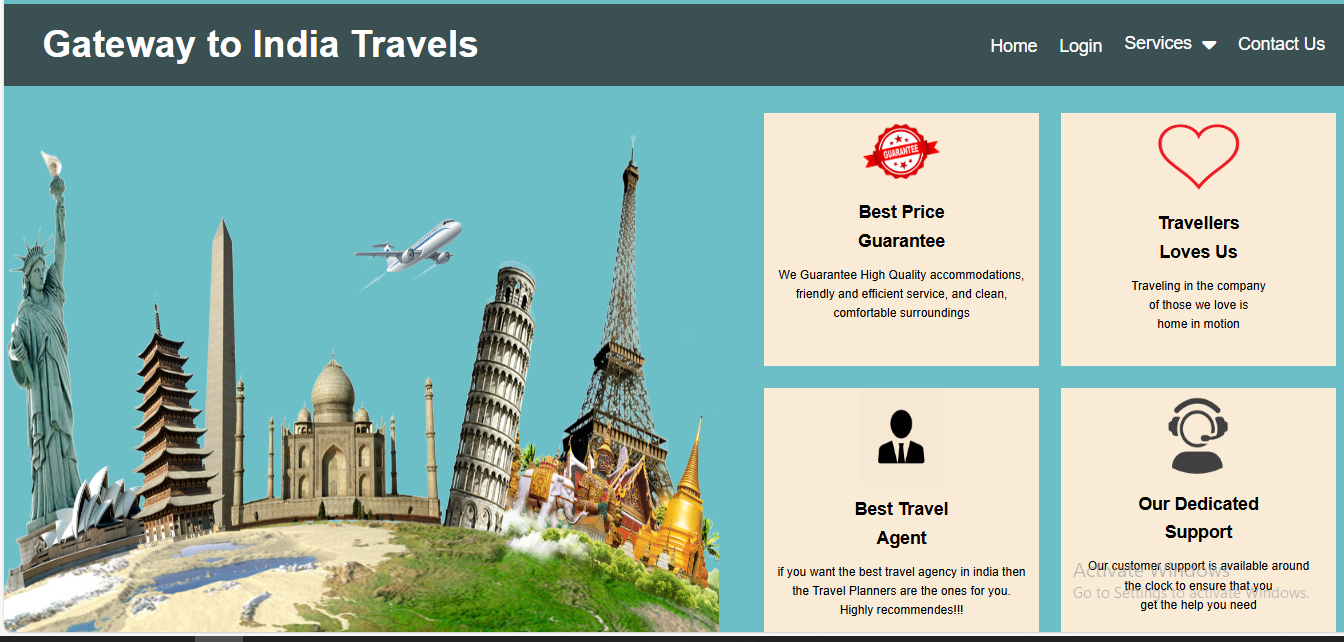 Gateway to India Travels
Home Login Services Contact Us
GUARANTEE
Best Price
Guarantee
We Guarantee High Quality accommodations,
friendly and efficient service, and clean,
comfortable surroundings
Travellers
Loves Us
Traveling in the company
of those we love is
home in motion
Best Travel
Agent
if you want the best travel agency in india then
the Travel Planners are the ones for you.
Highly recommendes!!!
Our Dedicated
Support
Our customer support is available around
the clock to ensure that you
get the help you need
Activate Windows
Go to Settings to activate Windows.